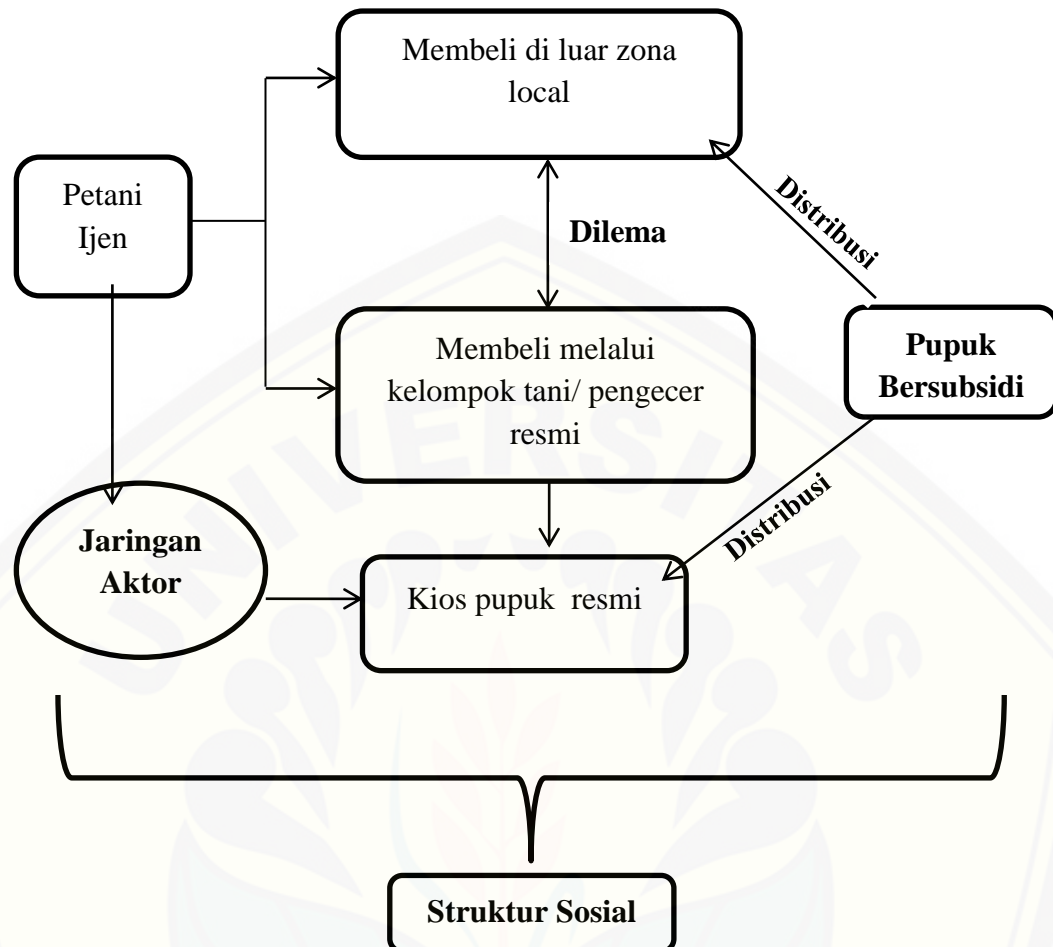 Membeli di luar zona
local
Petani
Ijen
Dilema
Distribusi
Membeli melalui
kelompok tani/ pengecer
resmi
Pupuk
Bersubsidi
Jaringan
Aktor
Kios pupuk  resmi
Distribusi
Struktur Sosial
UNIVERSITAS